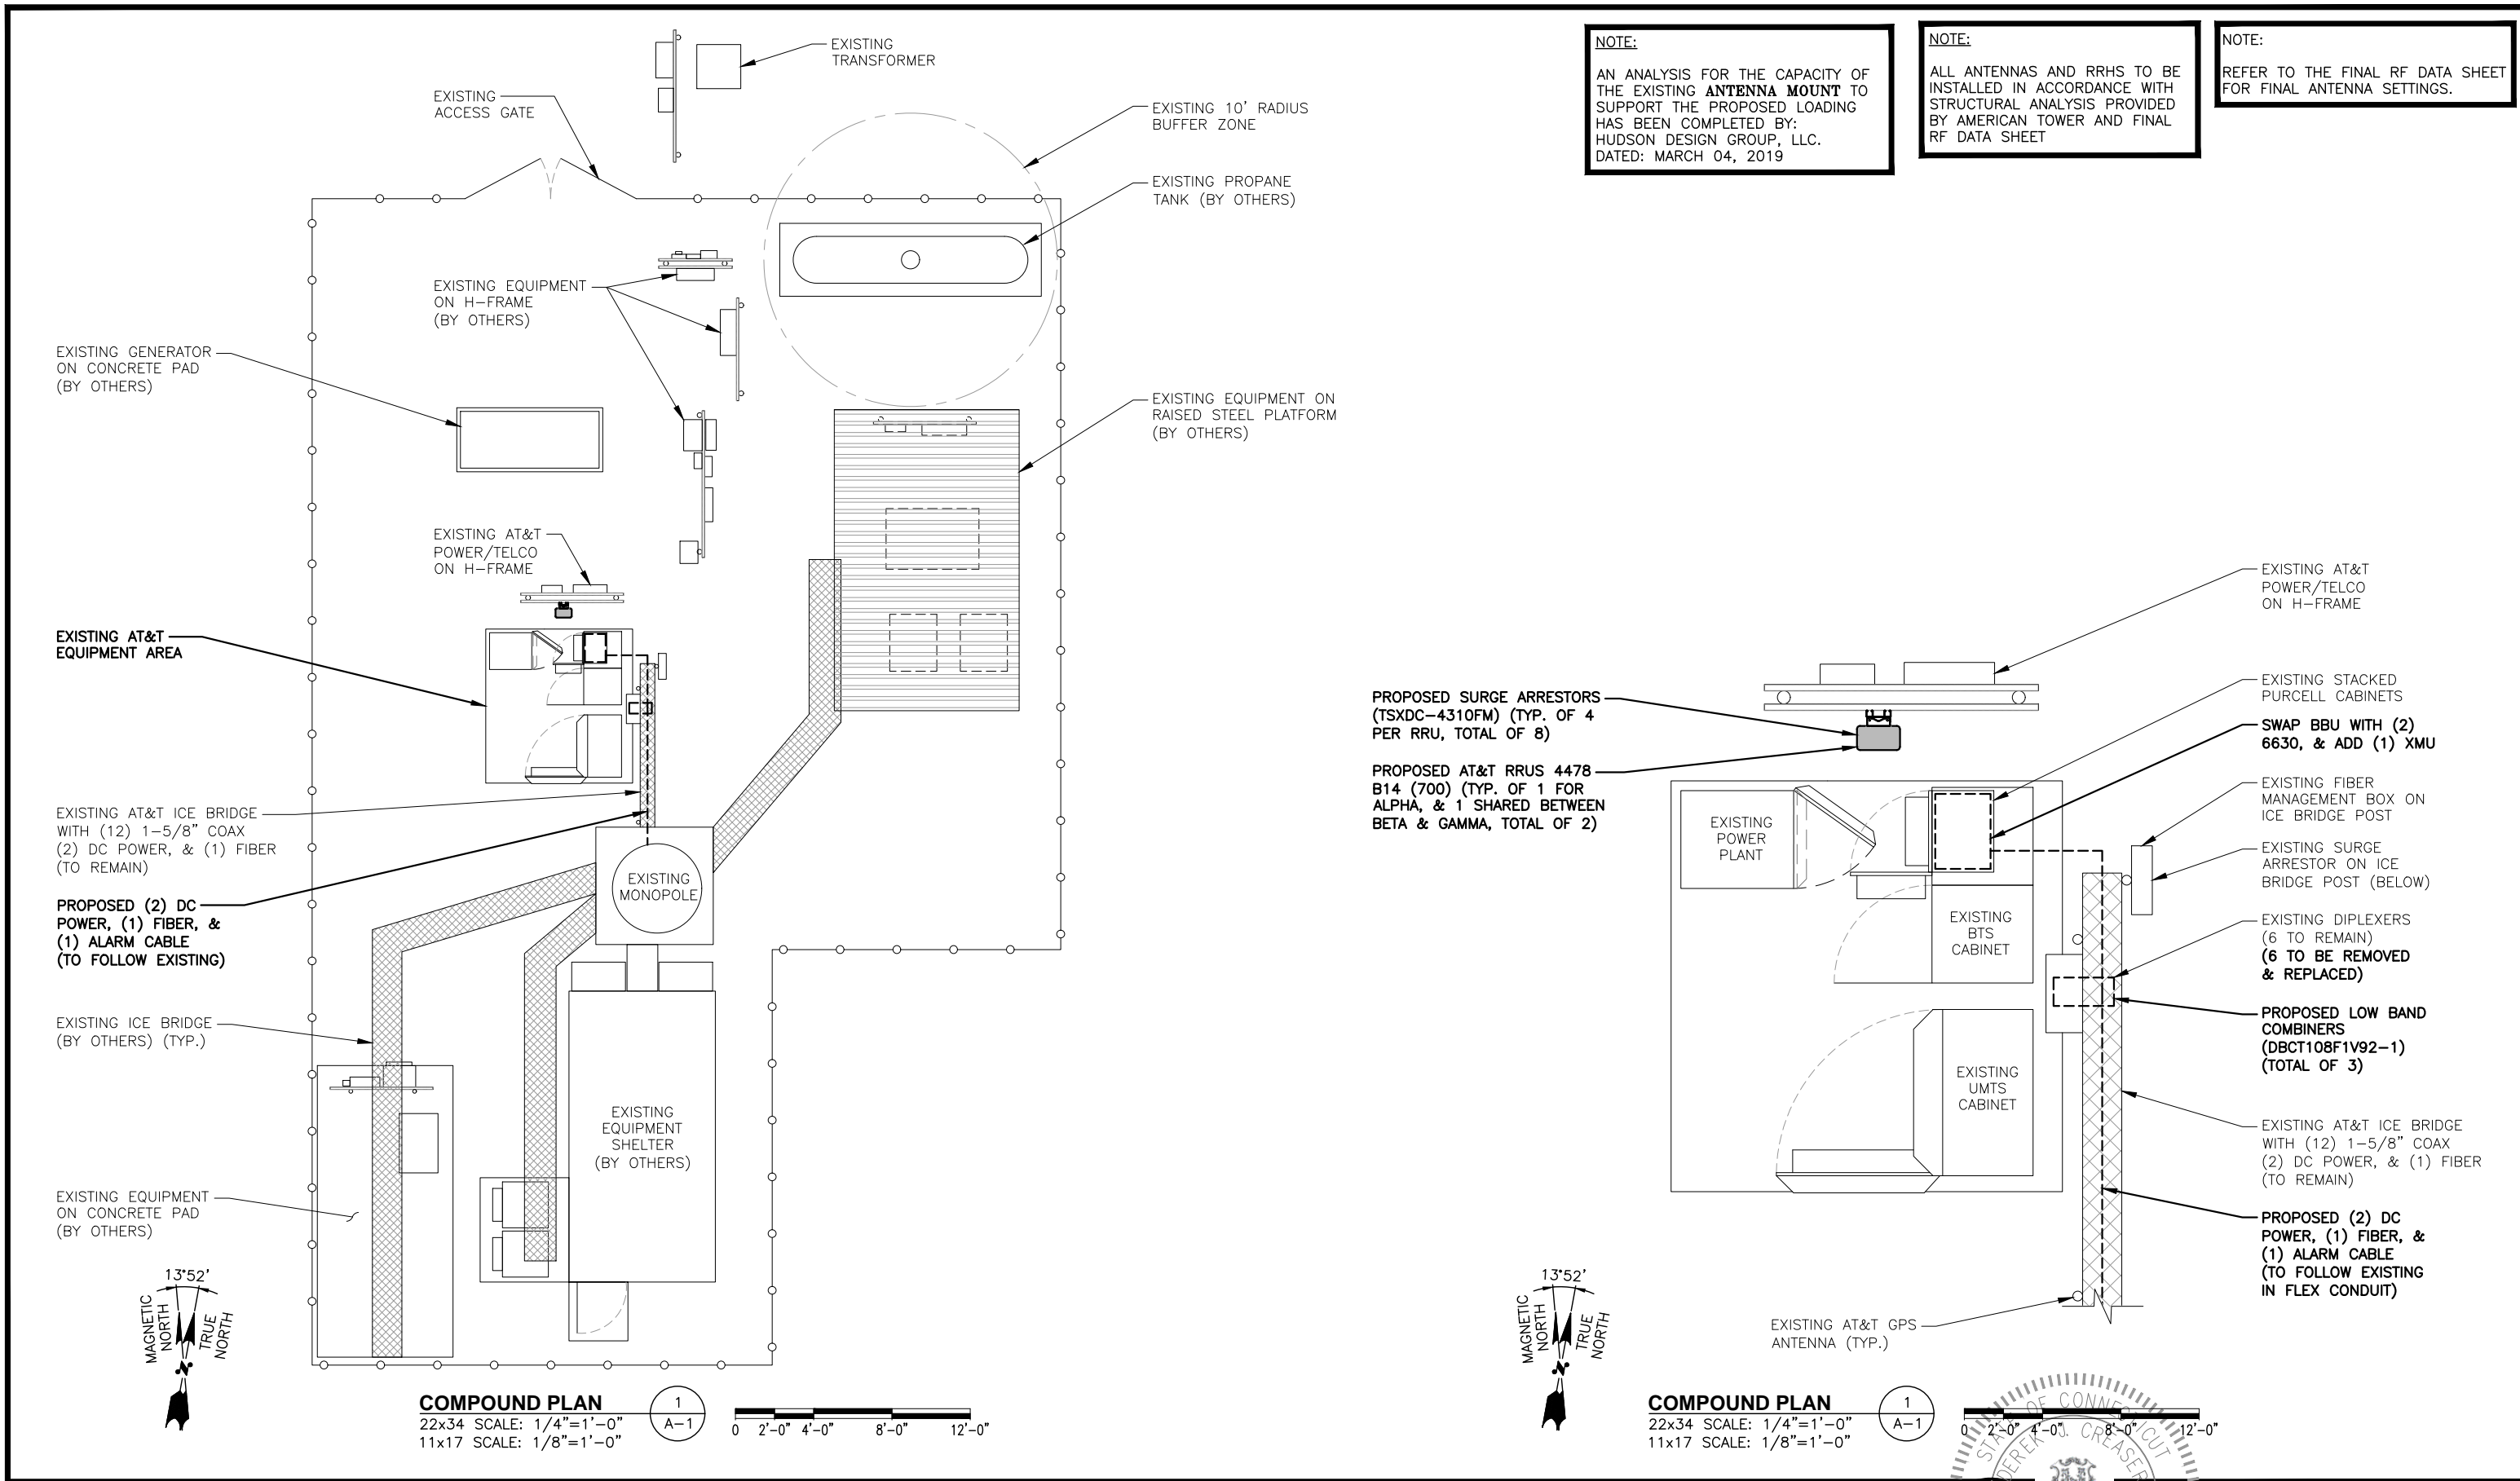 EXISTING
TRANSFORMER
EXISTING
ACCESS GATE
EXISTING 10' RADIUS
BUFFER ZONE
EXISTING PROPANE
TANK (BY OTHERS)
EXISTING EQUIPMENT
ON H-FRAME
(BY OTHERS)
EXISTING GENERATOR
ON CONCRETE PAD
(BY OTHERS)
EXISTING EQUIPMENT ON
RAISED STEEL PLATFORM
(BY OTHERS)
EXISTING AT&T
POWER/TELCO
ON H-FRAME
EXISTING AT&T
EQUIPMENT AREA
EXISTING AT&T ICE BRIDGE
WITH (12) 1-5/8" COAX
(2) DC POWER, & (1) FIBER
(TO REMAIN)
EXISTING
MONOPOLE
PROPOSED (2) DC
POWER, (1) FIBER, &
(1) ALARM CABLE
(TO FOLLOW EXISTING)
EXISTING ICE BRIDGE
(BY OTHERS) (TYP.)
EXISTING
EQUIPMENT
SHELTER
(BY OTHERS)
EXISTING EQUIPMENT
ON CONCRETE PAD
(BY OTHERS)
13°52'
MAGNETIC
NORTH
TRUE
NORTH
N
COMPOUND PLAN
22x34 SCALE: 1/4"=1'-0"
11x17 SCALE: 1/8"=1'-0"
1
A-1
0 2'-0" 4'-0" 8'-0" 12'-0"
NOTE:
AN ANALYSIS FOR THE CAPACITY OF
THE EXISTING ANTENNA MOUNT TO
SUPPORT THE PROPOSED LOADING
HAS BEEN COMPLETED BY:
HUDSON DESIGN GROUP, LLC.
DATED: MARCH 04, 2019
NOTE:
ALL ANTENNAS AND RRHS TO BE
INSTALLED IN ACCORDANCE WITH
STRUCTURAL ANALYSIS PROVIDED
BY AMERICAN TOWER AND FINAL
RF DATA SHEET
NOTE:
REFER TO THE FINAL RF DATA SHEET
FOR FINAL ANTENNA SETTINGS.
EXISTING AT&T
POWER/TELCO
ON H-FRAME
PROPOSED SURGE ARRESTORS
(TSXDC-4310FM) (TYP. OF 4
PER RRU, TOTAL OF 8)
PROPOSED AT&T RRUS 4478
B14 (700) (TYP. OF 1 FOR
ALPHA, & 1 SHARED BETWEEN
BETA & GAMMA, TOTAL OF 2)
EXISTING STACKED
PURCELL CABINETS
SWAP BBU WITH (2)
6630, & ADD (1) XMU
EXISTING FIBER
MANAGEMENT BOX ON
ICE BRIDGE POST
EXISTING SURGE
ARRESTOR ON ICE
BRIDGE POST (BELOW)
EXISTING
POWER
PLANT
EXISTING
BTS
CABINET
EXISTING
UMTS
CABINET
EXISTING DIPLEXERS
(6 TO REMAIN)
(6 TO BE REMOVED
& REPLACED)
PROPOSED LOW BAND
COMBINERS
(DBCT108F1V92-1)
(TOTAL OF 3)
EXISTING AT&T ICE BRIDGE
WITH (12) 1-5/8" COAX
(2) DC POWER, & (1) FIBER
(TO REMAIN)
PROPOSED (2) DC
POWER, (1) FIBER, &
(1) ALARM CABLE
(TO FOLLOW EXISTING
IN FLEX CONDUIT)
EXISTING AT&T GPS
ANTENNA (TYP.)
13°52'
MAGNETIC
NORTH
TRUE
NORTH
N
COMPOUND PLAN
22x34 SCALE: 1/4"=1'-0"
11x17 SCALE: 1/8"=1'-0"
1
A-1
0 2'-0" 4'-0" 8'-0" 12'-0"
STATE OF CONNECTICUT
DEREK J. CREASER